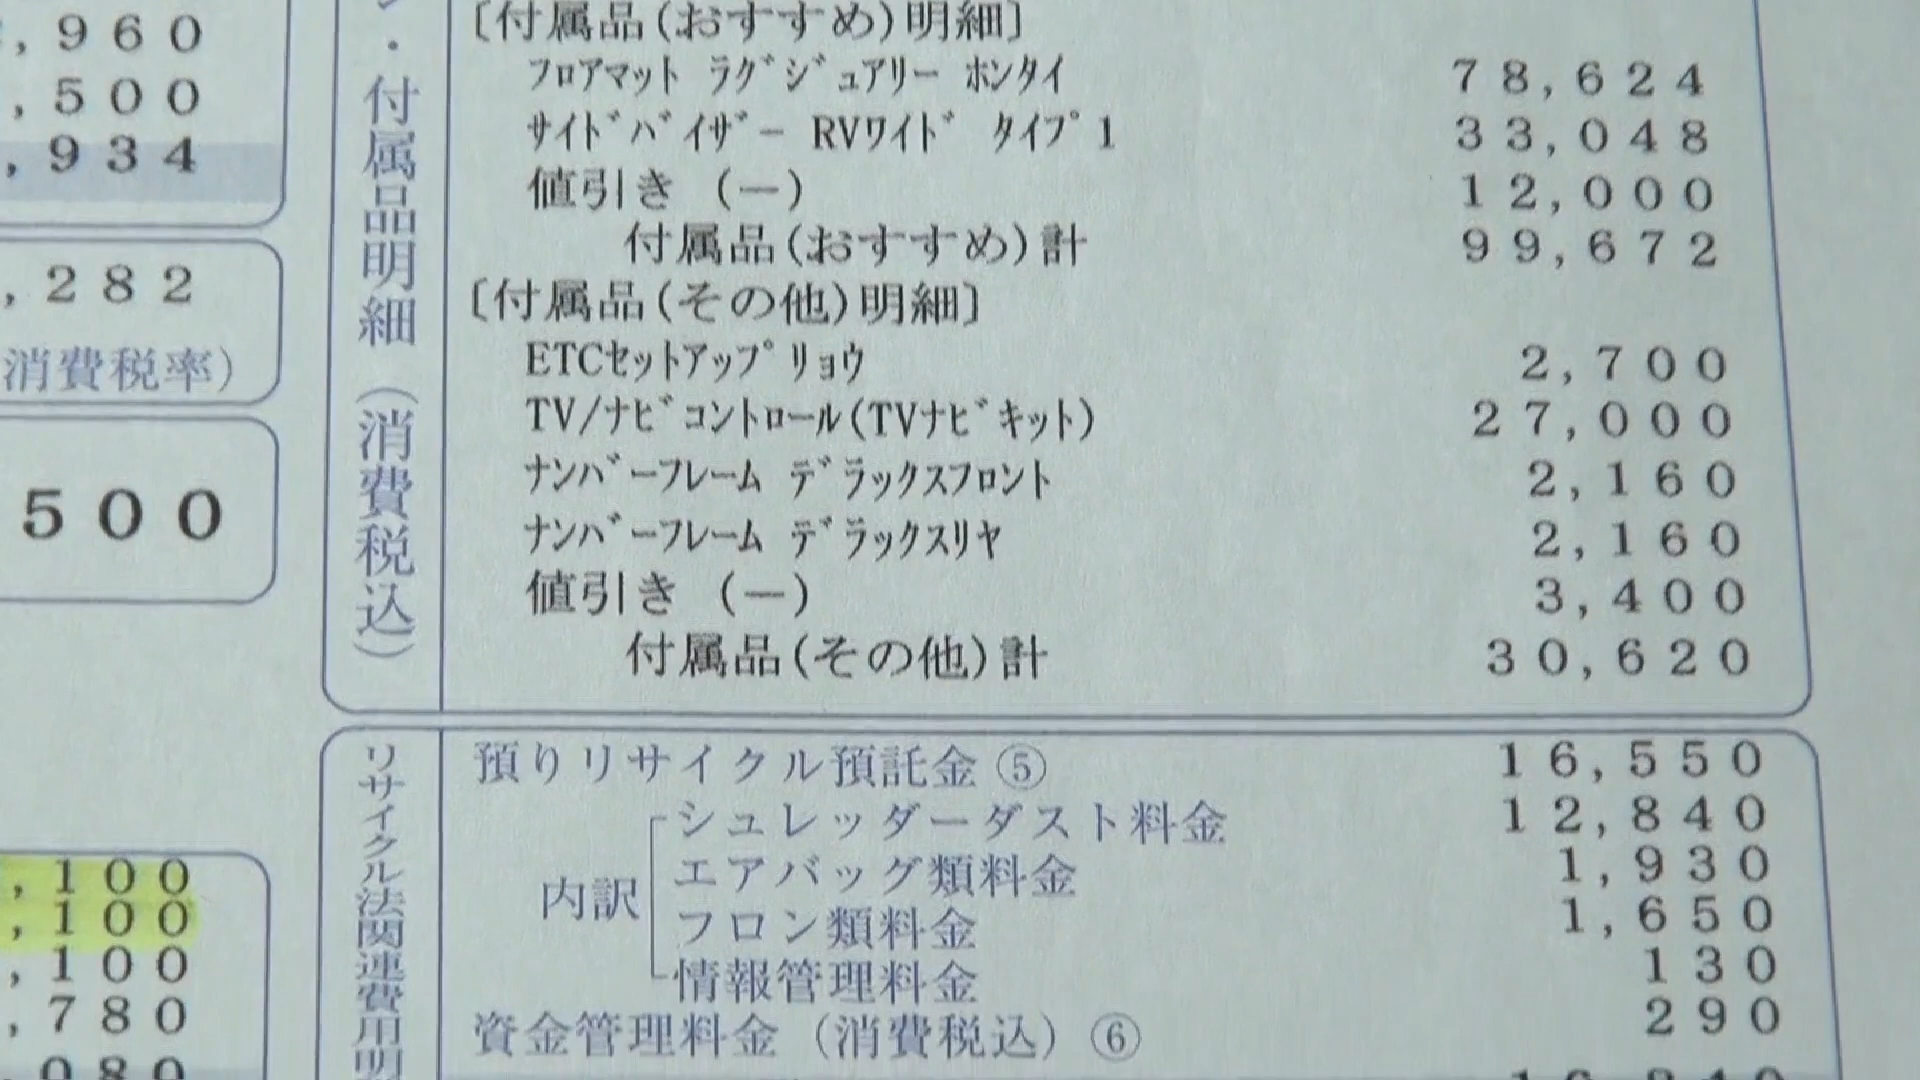 ,960
,500
,934
,282
消費税率)
500
,100
,100
,100
,780
・付属品明細(消費税込)
[付属品(おすすめ)明細]
フロアマット ラグジュアリー ホンタイ 78,624
サイドバイザー RVワイド タイプ1 33,048
値引き (-) 12,000
付属品(おすすめ)計 99,672
[付属品(その他)明細]
ETCセットアップリョウ 2,700
TV/ナビコントロール(TVナビキット) 27,000
ナンバーフレーム デラックスフロント 2,160
ナンバーフレーム デラックスリヤ 2,160
値引き (-) 3,400
付属品(その他)計 30,620
リサイクル法関連費用明
預りリサイクル預託金⑤ 16,550
内訳
シュレッダーダスト料金 12,840
エアバッグ類料金 1,930
フロン類料金 1,650
情報管理料金 130
資金管理料金(消費税込)⑥ 290